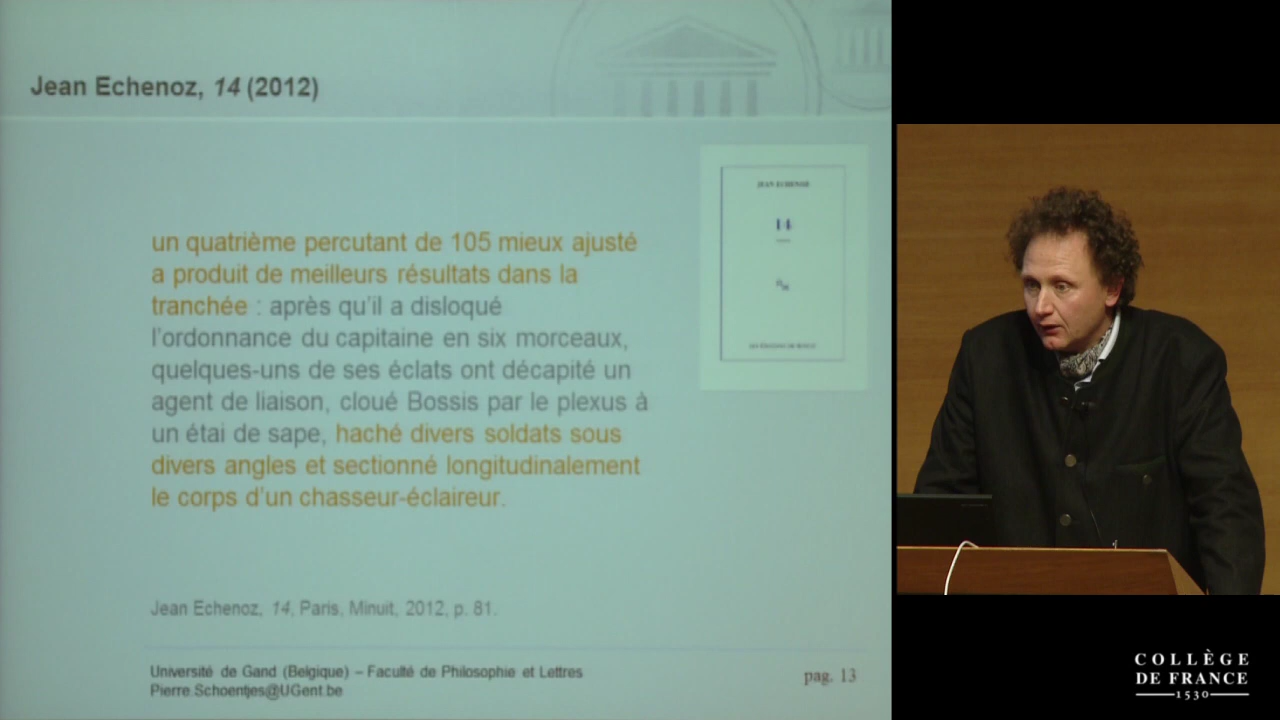 Jean Echenoz, 14 (2012)
JEAN ECHENOZ
14
un quatrième percutant de 105 mieux ajusté
a produit de meilleurs résultats dans la
tranchée : après qu'il a disloqué
l'ordonnance du capitaine en six morceaux,
quelques-uns de ses éclats ont décapité un
agent de liaison, cloué Bossis par le plexus à
un étai de sape, haché divers soldats sous
divers angles et sectionné longitudinalement
le corps d'un chasseur-éclaireur.
Jean Echenoz, 14, Paris, Minuit, 2012, p. 81.
Université de Gand (Belgique) – Faculté de Philosophie et Lettres
Pierre.Schoentjes@UGent.be
pag. 13
COLLÈGE
DE FRANCE
1530